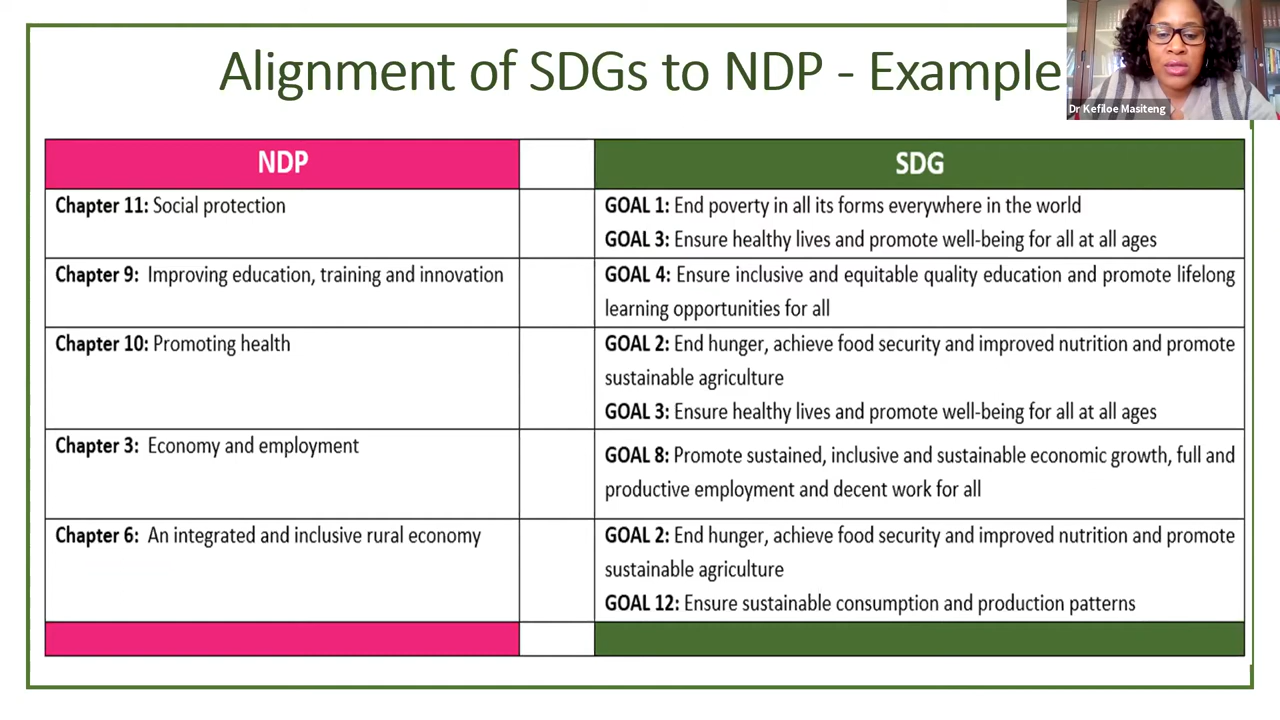 Alignment of SDGs to NDP - Example
Dr Kefiloe Masiteng
NDP
SDG
Chapter 11: Social protection
GOAL 1: End poverty in all its forms everywhere in the world
GOAL 3: Ensure healthy lives and promote well-being for all at all ages
Chapter 9: Improving education, training and innovation
GOAL 4: Ensure inclusive and equitable quality education and promote lifelong
learning opportunities for all
Chapter 10: Promoting health
GOAL 2: End hunger, achieve food security and improved nutrition and promote
sustainable agriculture
GOAL 3: Ensure healthy lives and promote well-being for all at all ages
Chapter 3: Economy and employment
GOAL 8: Promote sustained, inclusive and sustainable economic growth, full and
productive employment and decent work for all
Chapter 6: An integrated and inclusive rural economy
GOAL 2: End hunger, achieve food security and improved nutrition and promote
sustainable agriculture
GOAL 12: Ensure sustainable consumption and production patterns